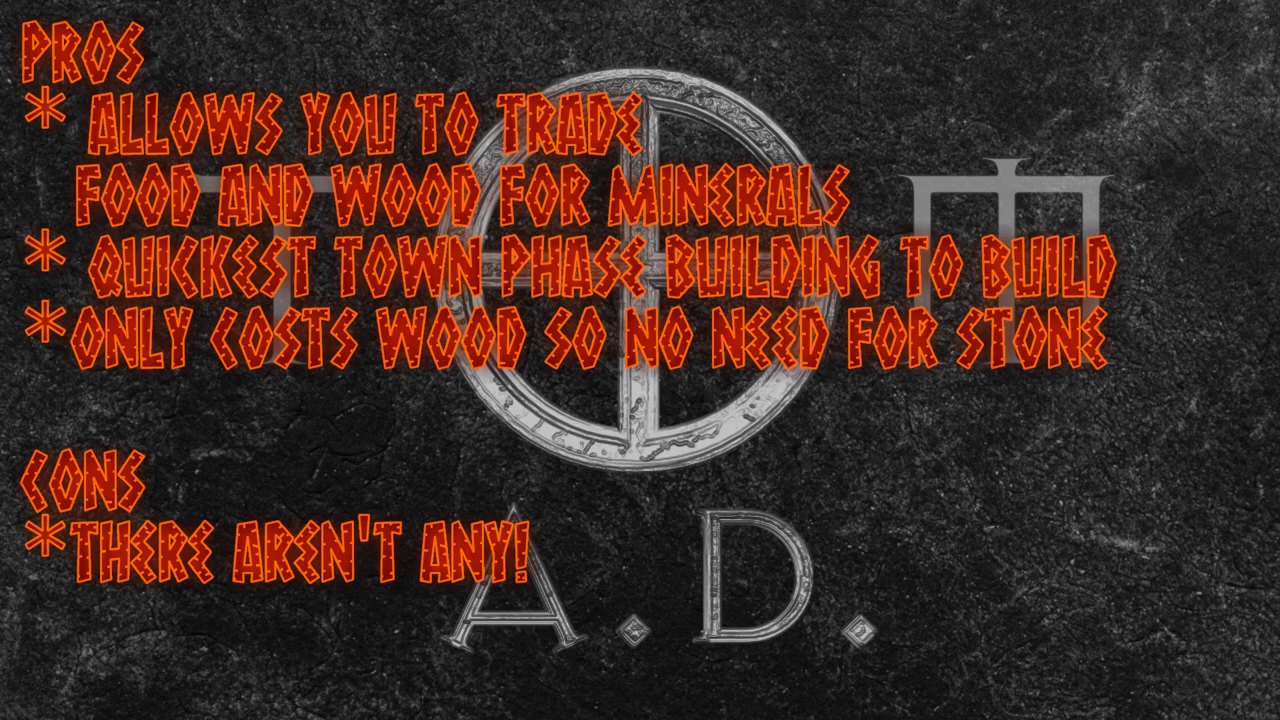 PROS
* ALLOWS YOU TO TRADE
FOOD AND WOOD FOR MINERALS
* QUICKEST TOWN PHASE BUILDING TO BUILD
*ONLY COSTS WOOD SO NO NEED FOR STONE
CONS
*THERE AREN'T ANY!
A.D.